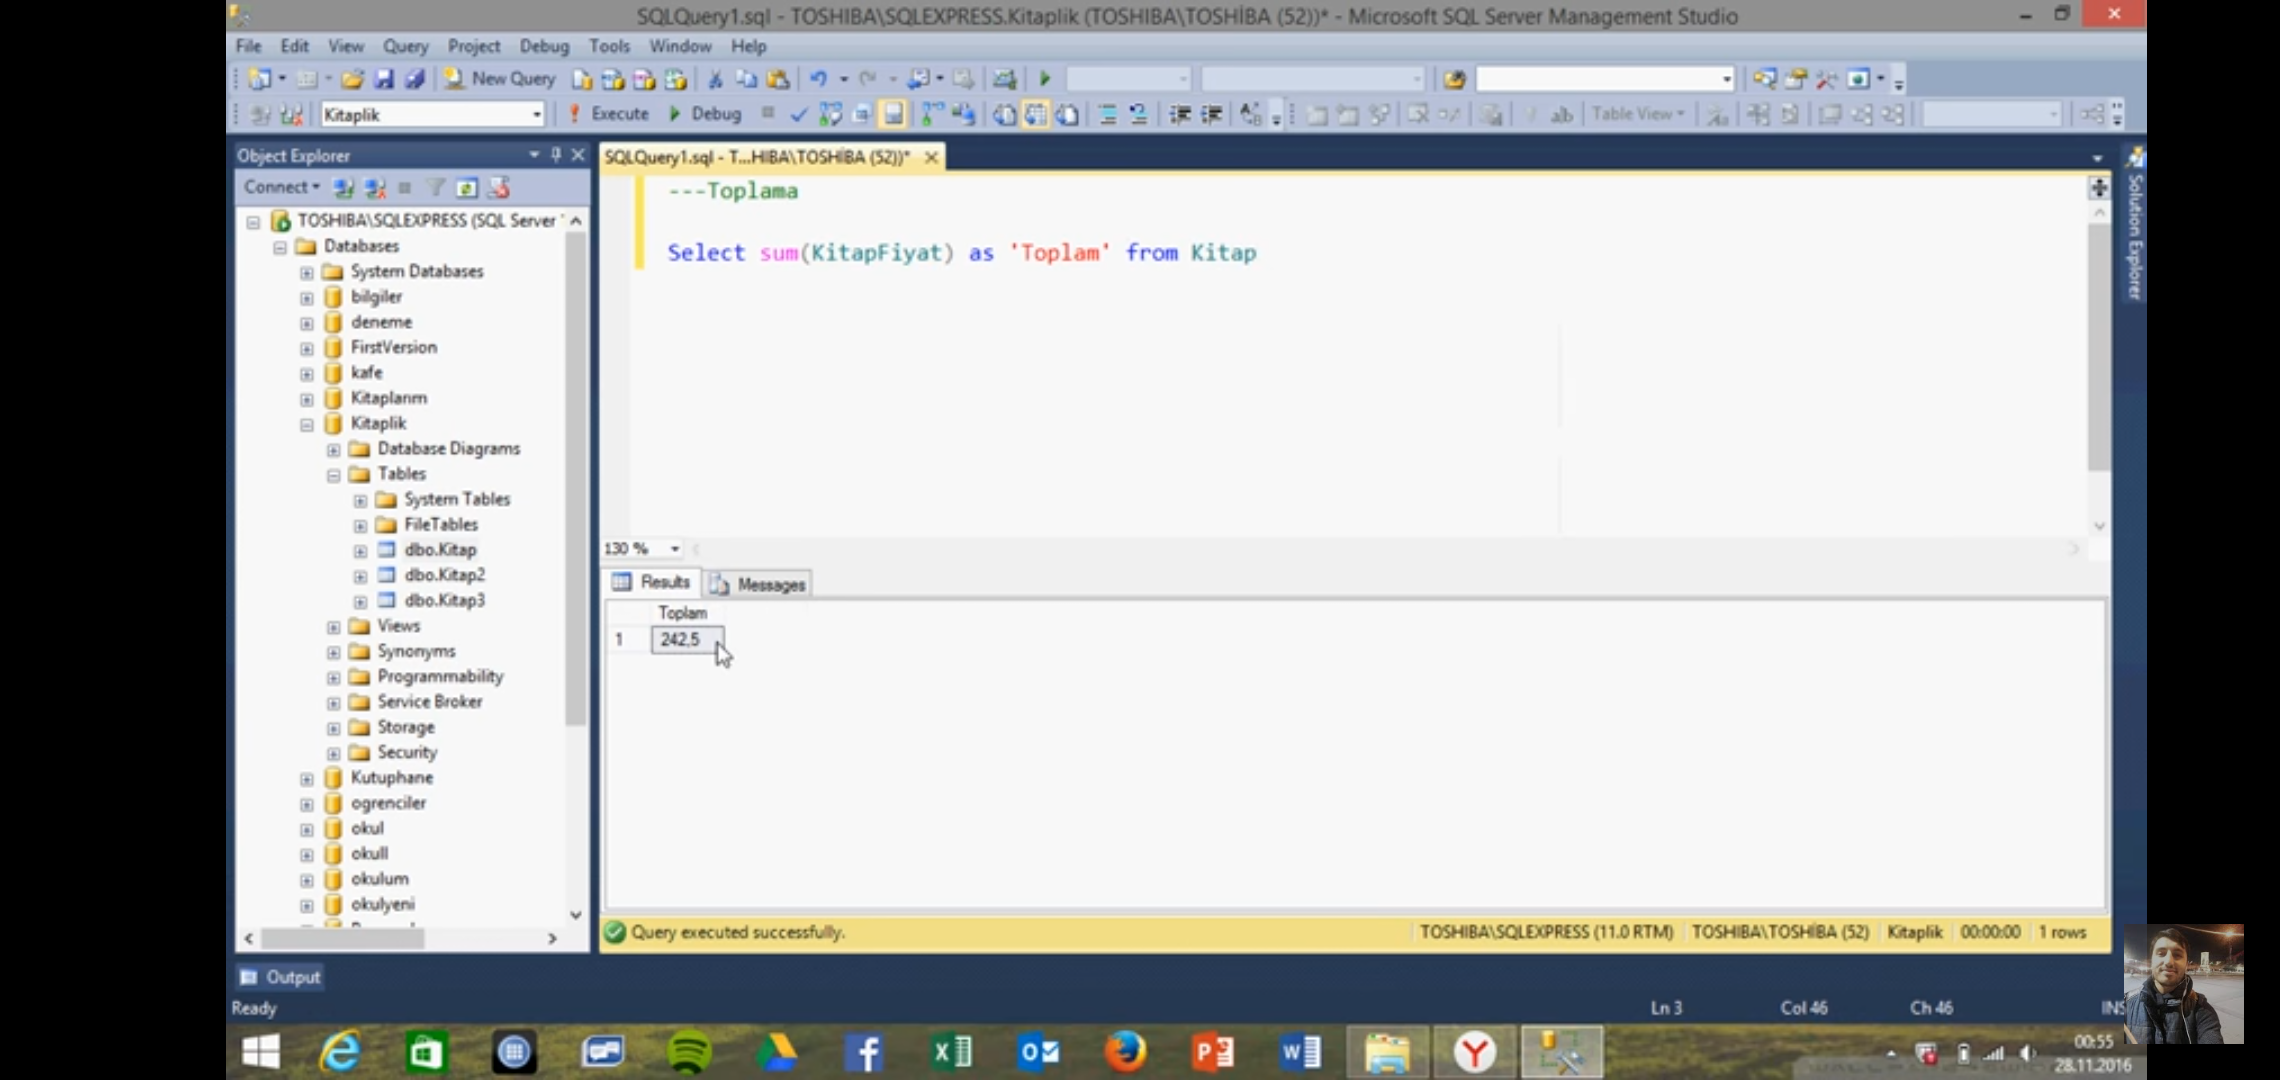 SQLQuery1.sql - TOSHIBA\SQLEXPRESS.Kitaplik (TOSHIBA\TOSHİBA (52))* - Microsoft SQL Server Management Studio
File Edit View Query Project Debug Tools Window Help
New Query
Kitaplik Execute Debug Table View
Object Explorer
SQLQuery1.sql - T...HIBA\TOSHİBA (52))*
Solution Explorer
Connect
---Toplama
TOSHIBA\SQLEXPRESS (SQL Server
Databases
Select sum(KitapFiyat) as 'Toplam' from Kitap
System Databases
bilgiler
deneme
FirstVersion
kafe
Kitaplarım
Kitaplik
Database Diagrams
Tables
System Tables
FileTables
dbo.Kitap
dbo.Kitap2
dbo.Kitap3
Views
Synonyms
Programmability
Service Broker
Storage
Security
Kutuphane
ogrenciler
okul
okull
okulum
okulyeni
130 %
Results Messages
Toplam
1 242,5
Query executed successfully. TOSHIBA\SQLEXPRESS (11.0 RTM) TOSHIBA\TOSHİBA (52) Kitaplik 00:00:00 1 rows
Output
Ready Ln 3 Col 46 Ch 46 INS
00:55
28.11.2016